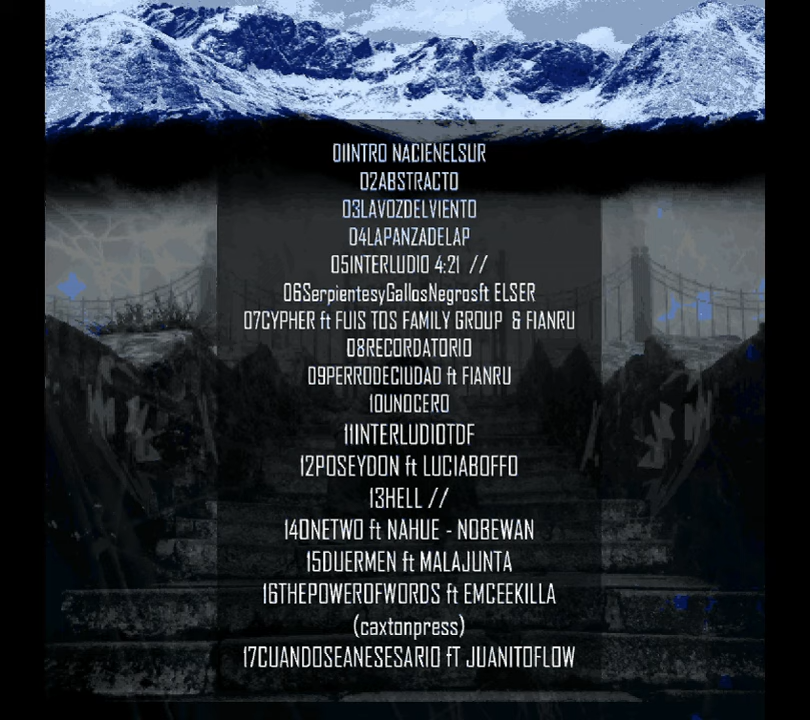 01INTRO NACIENELSUR
02ABSTRACTO
03LAVOZDELVIENTO
04LAPANZADELAP
05INTERLUDIO 4:21 //
06SerpientesyGallosNegrosft ELSER
07CYPHER ft FUIS TDS FAMILY GROUP & FIANRU
08RECORDATORIO
09PERRODECIUDAD ft FIANRU
10UNOCERO
11INTERLUDIOTDF
12POSEYDON ft LUCIABOFFO
13HELL //
14ONETWO ft NAHUE - NOBEWAN
15DUERMEN ft MALAJUNTA
16THEPOWEROFWORDS ft EMCEEKILLA
(caxtonpress)
17CUANDOSEANESESARIO fT JUANITOFLOW